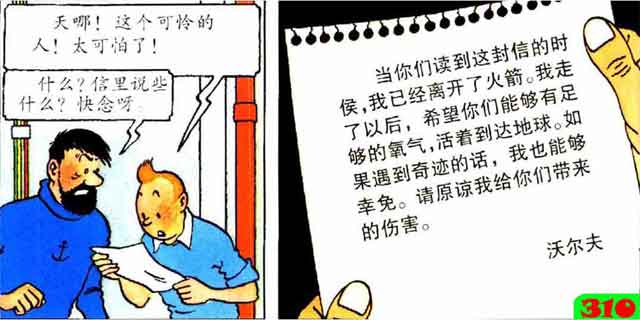 天哪！这个可怜的
人！太可怕了！
什么？信里说些
什么？快念呀。
当你们读到这封信的时
侯，我已经离开了火箭。我走
了以后，希望你们能够有足
够的氧气，活着到达地球。如
果遇到奇迹的话，我也能够
幸免。请原谅我给你们带来
的伤害。
沃尔夫
310